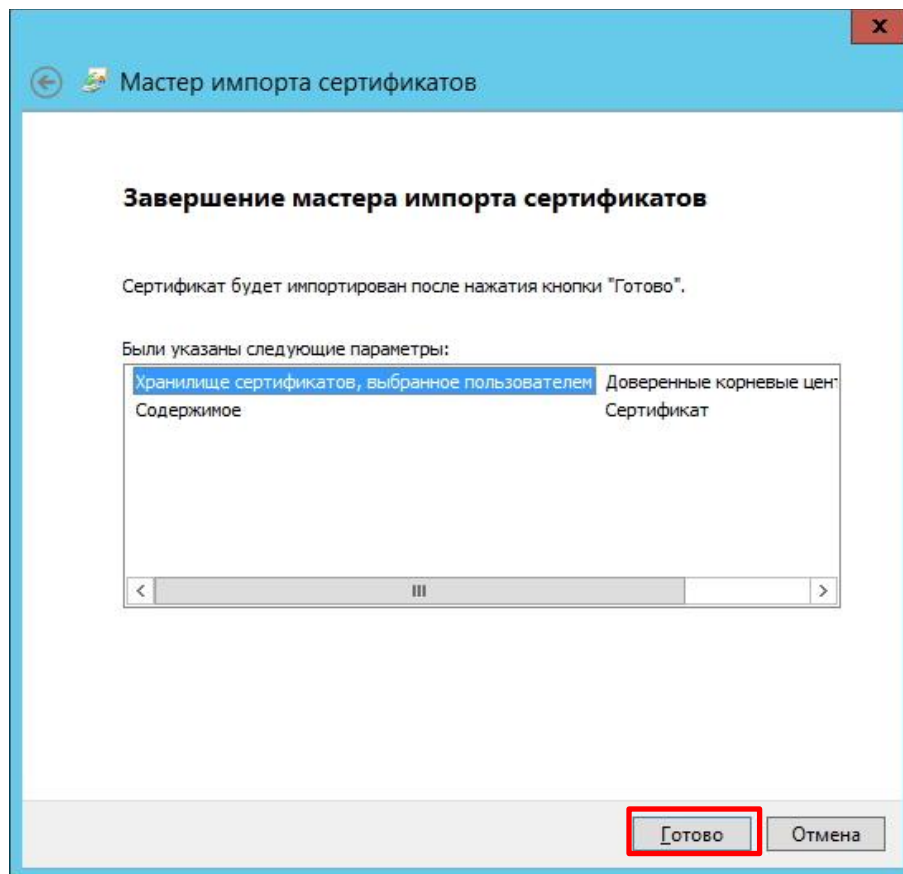 Мастер импорта сертификатов
Завершение мастера импорта сертификатов
Сертификат будет импортирован после нажатия кнопки "Готово".
Были указаны следующие параметры:
Хранилище сертификатов, выбранное пользователем Доверенные корневые цент
Содержимое Сертификат
Готово Отмена